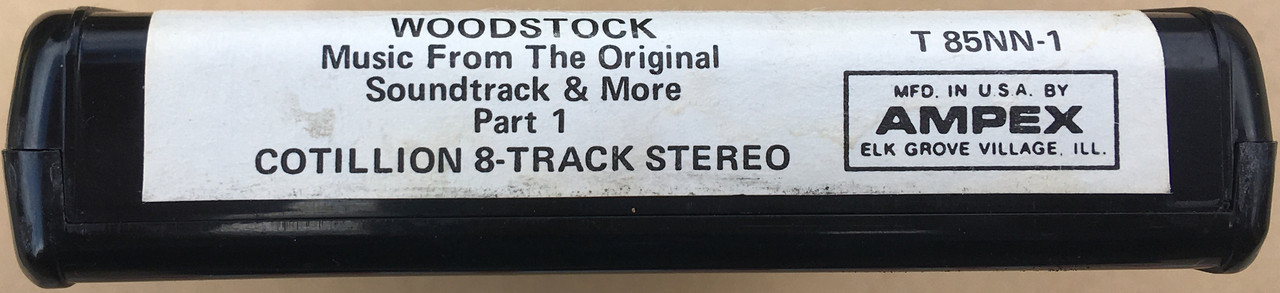 WOODSTOCK
Music From The Original
Soundtrack & More
Part 1
COTILLION 8-TRACK STEREO
T 85NN-1
MFD. IN U.S.A. BY
AMPEX
ELK GROVE VILLAGE, ILL.